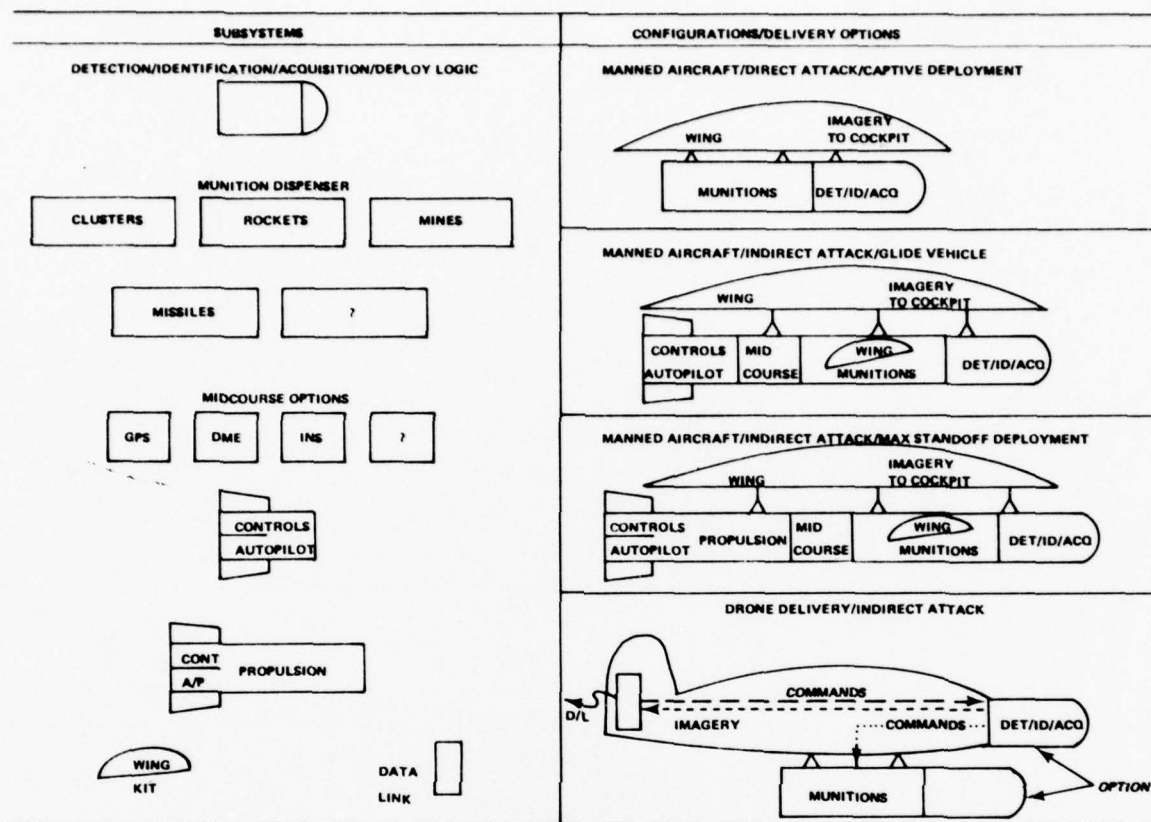 SUBSYSTEMS
DETECTION/IDENTIFICATION/ACQUISITION/DEPLOY LOGIC
MUNITION DISPENSER
CLUSTERS
ROCKETS
MINES
MISSILES
?
MIDCOURSE OPTIONS
GPS
DME
INS
?
CONTROLS
AUTOPILOT
CONT
A/P
PROPULSION
WING
KIT
DATA
LINK
CONFIGURATIONS/DELIVERY OPTIONS
MANNED AIRCRAFT/DIRECT ATTACK/CAPTIVE DEPLOYMENT
WING
IMAGERY
TO COCKPIT
MUNITIONS
DET/ID/ACQ
MANNED AIRCRAFT/INDIRECT ATTACK/GLIDE VEHICLE
WING
IMAGERY
TO COCKPIT
CONTROLS
AUTOPILOT
MID
COURSE
WING
MUNITIONS
DET/ID/ACQ
MANNED AIRCRAFT/INDIRECT ATTACK/MAX STANDOFF DEPLOYMENT
WING
IMAGERY
TO COCKPIT
CONTROLS
AUTOPILOT
PROPULSION
MID
COURSE
WING
MUNITIONS
DET/ID/ACQ
DRONE DELIVERY/INDIRECT ATTACK
D/L
COMMANDS
IMAGERY
COMMANDS
DET/ID/ACQ
MUNITIONS
OPTION